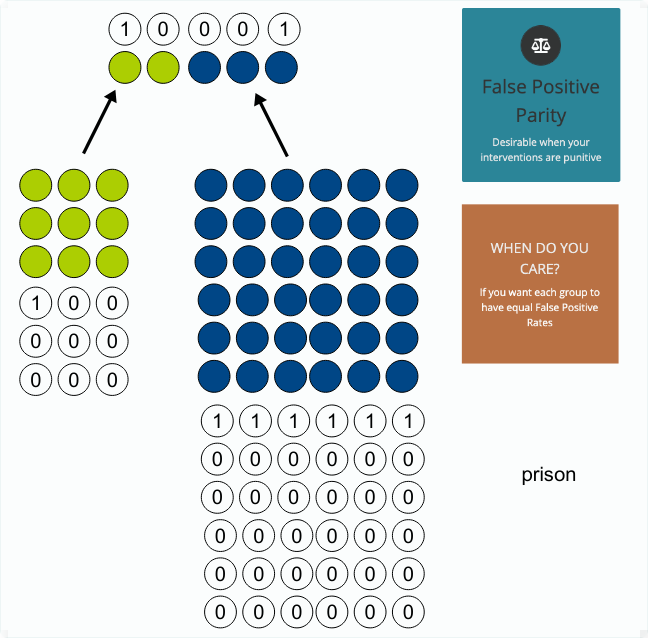 1 0 0 0 1
False Positive
Parity
Desirable when your
interventions are punitive
WHEN DO YOU
CARE?
If you want each group to
have equal False Positive
Rates
1 0 0
0 0 0
0 0 0
1 1 1 1 1 1
0 0 0 0 0 0
0 0 0 0 0 0
0 0 0 0 0 0
0 0 0 0 0 0
0 0 0 0 0 0
prison